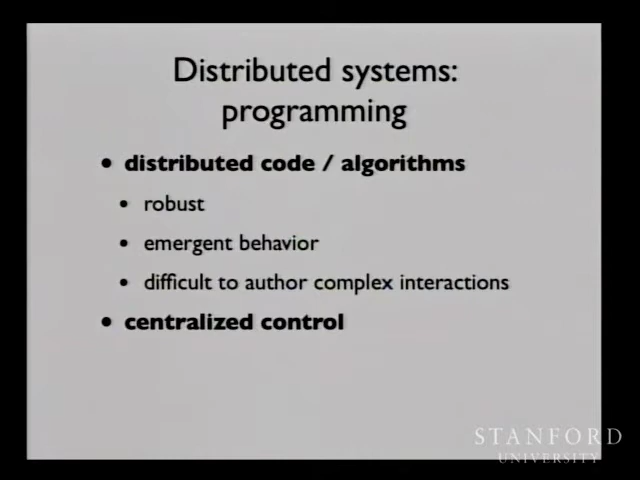 Distributed systems:
programming
• distributed code / algorithms
• robust
• emergent behavior
• difficult to author complex interactions
• centralized control
STANFORD
UNIVERSITY